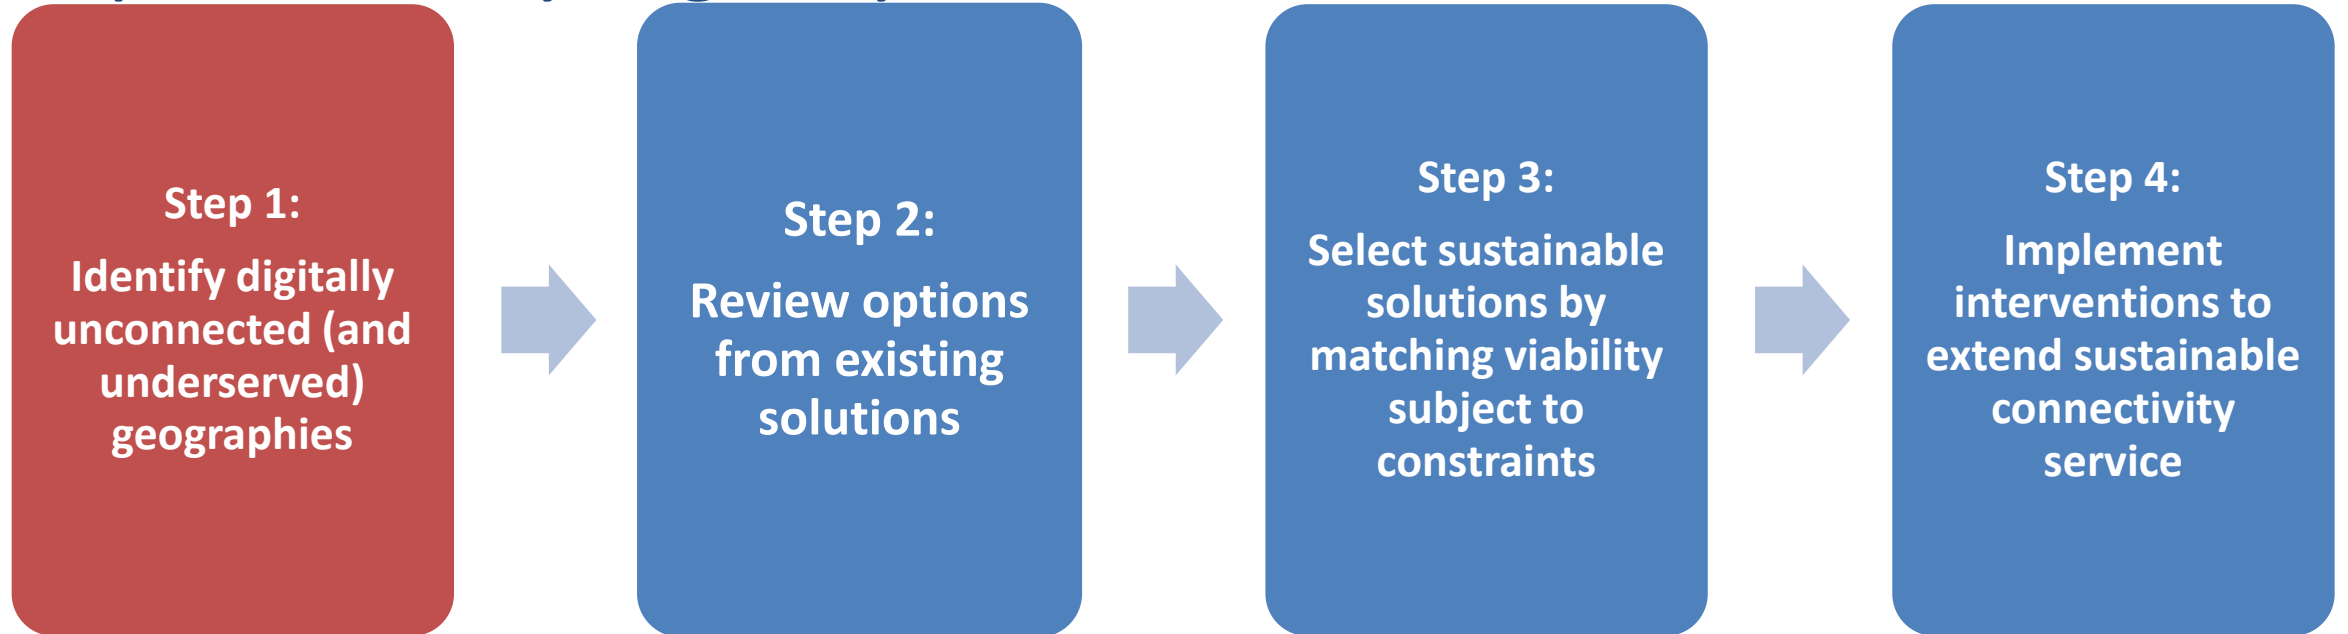 Step 1:
Identify digitally
unconnected (and
underserved)
geographies
Step 2:
Review options
from existing
solutions
Step 3:
Select sustainable
solutions by
matching viability
subject to
constraints
Step 4:
Implement
interventions to
extend sustainable
connectivity
service